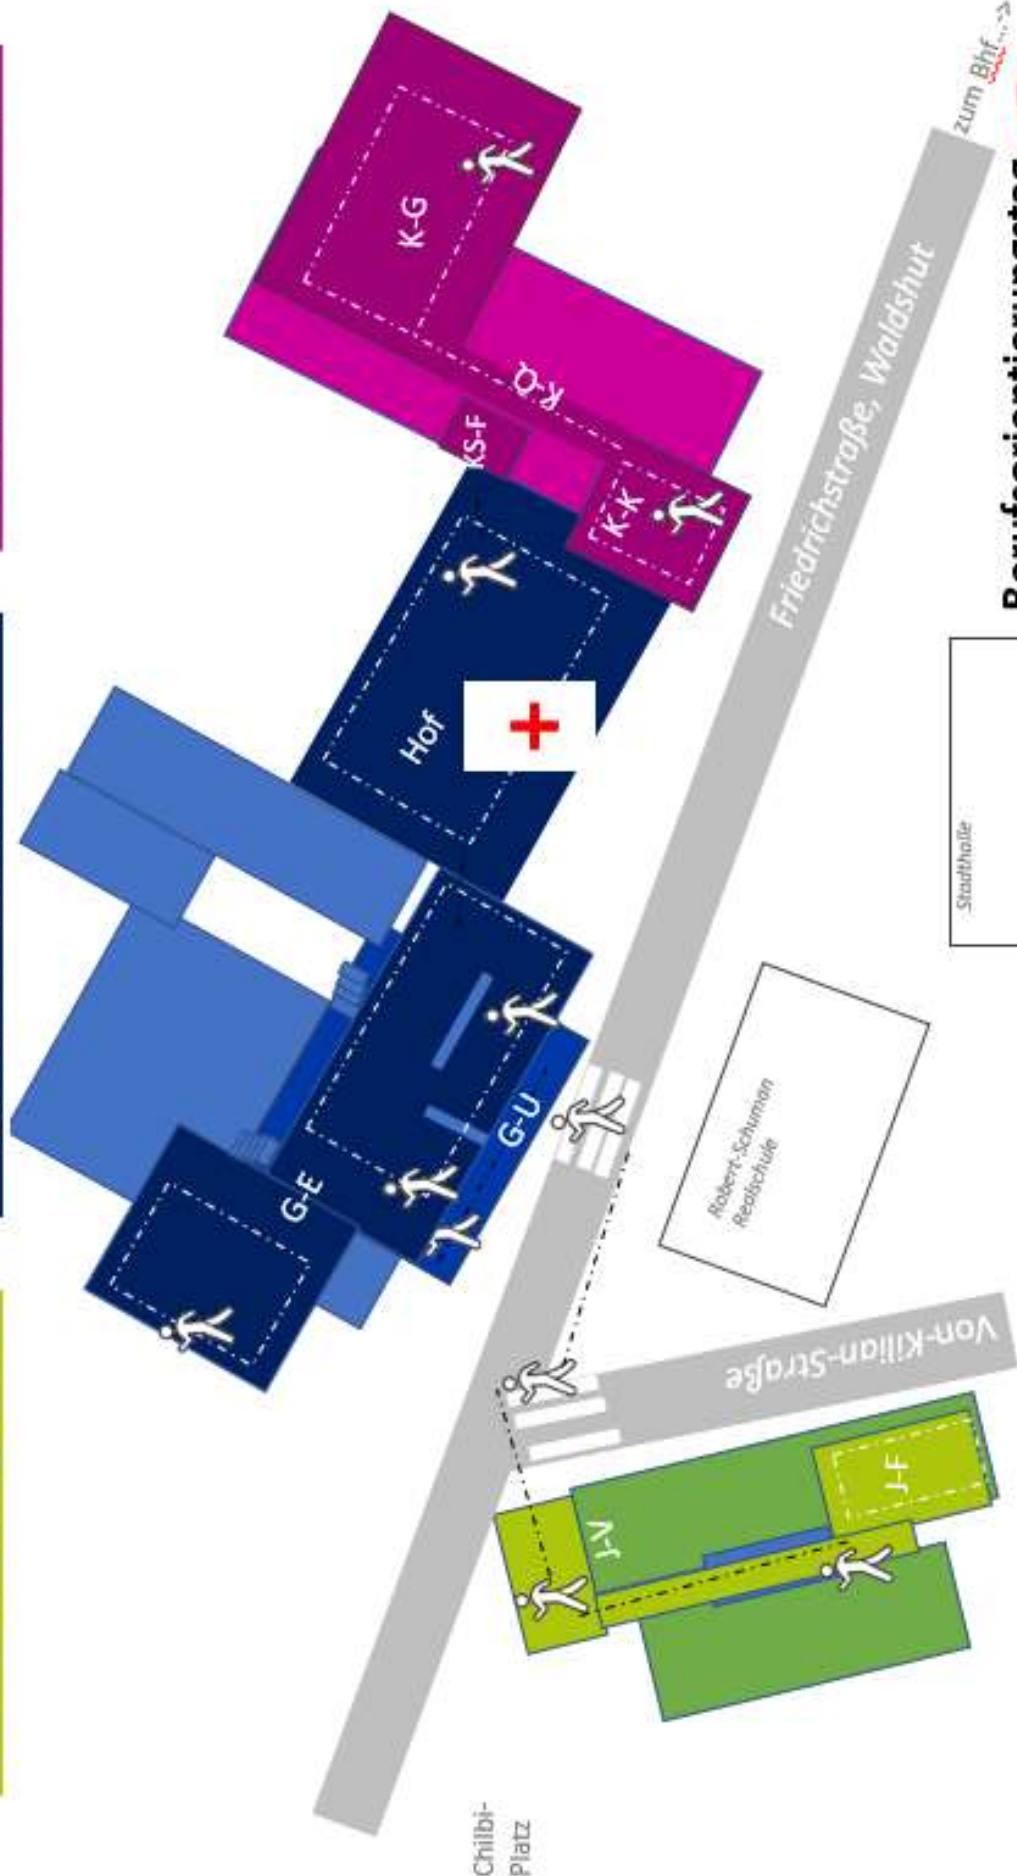 K-G
zum Bhf...->
K-Q
KS-F
K-K
Friedrichstraße, Waldshut
Hof
Stadthalle
G-U
G-E
Robert-Schuman
Realschule
Von-Kilian-Straße
J-V
J-F
Chilbi-
Platz